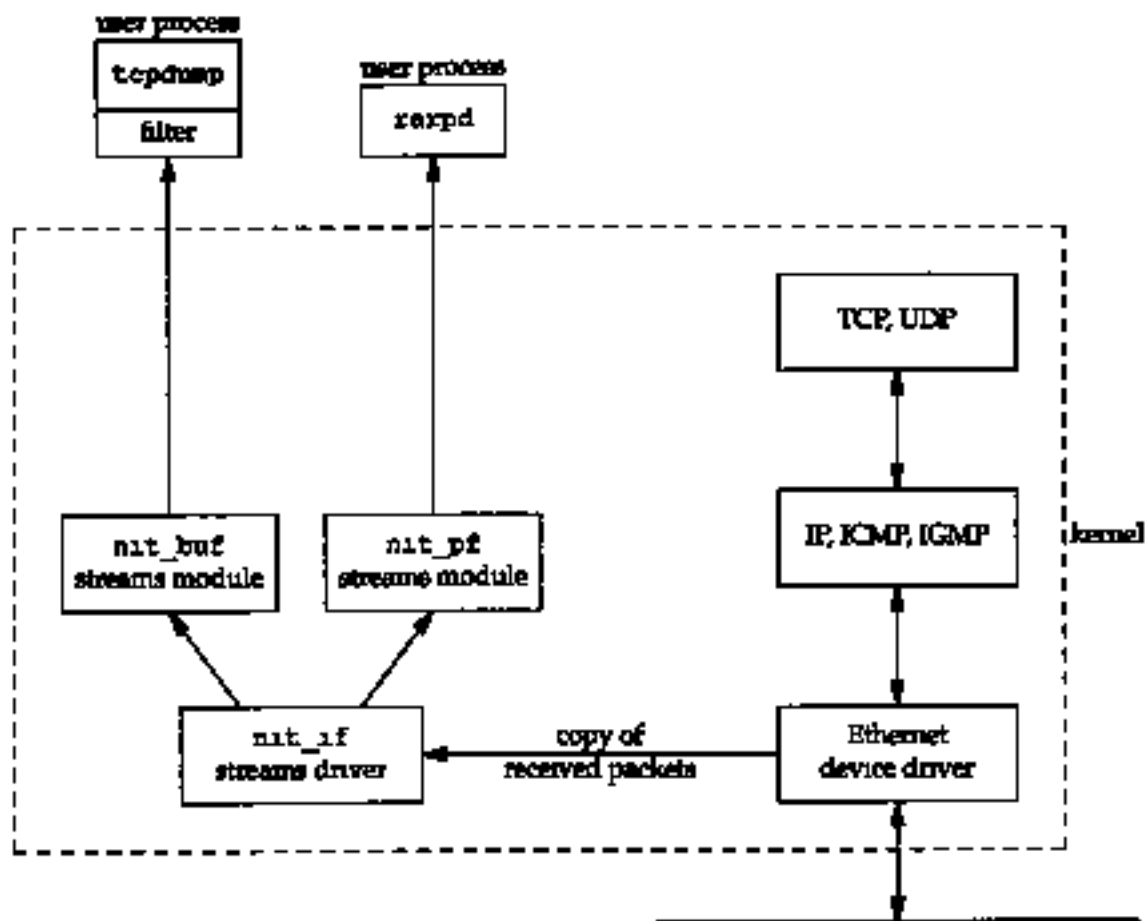 user process
tcpdump
filter
user process
rarpd
TCP, UDP
nit_buf
streams module
nit_pf
streams module
IP, ICMP, IGMP
kernel
nit_if
streams driver
copy of
received packets
Ethernet
device driver